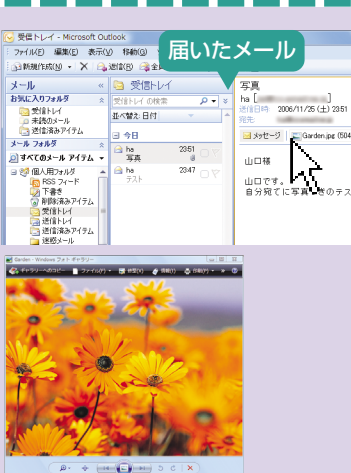 受信トレイ - Microsoft Outlook
ファイル(F) 編集(E) 表示(V) 移動(G)
届いたメール
新規作成(N) 返信(R)
メール 受信トレイ 写真
お気に入りフォルダ 受信トレイ の検索 ha [
受信トレイ 送信日時: 2006/11/25 (土) 2351
未読のメール 並べ替え: 日付 宛先:
送信済みアイテム 今日 メッセージ Garden.jpg (504
メール フォルダ ha 2351
すべてのメール アイテム 写真 山口様
個人用フォルダ ha 2347
RSS フィード テスト 山口です。
下書き 自分宛てに写真
削除済みアイテム
受信トレイ
送信トレイ
送信済みアイテム
迷惑メール
Garden - Windows フォト ギャラリー
ギャラリーへのコピー ファイル(F) 情報(I) 印刷(P)